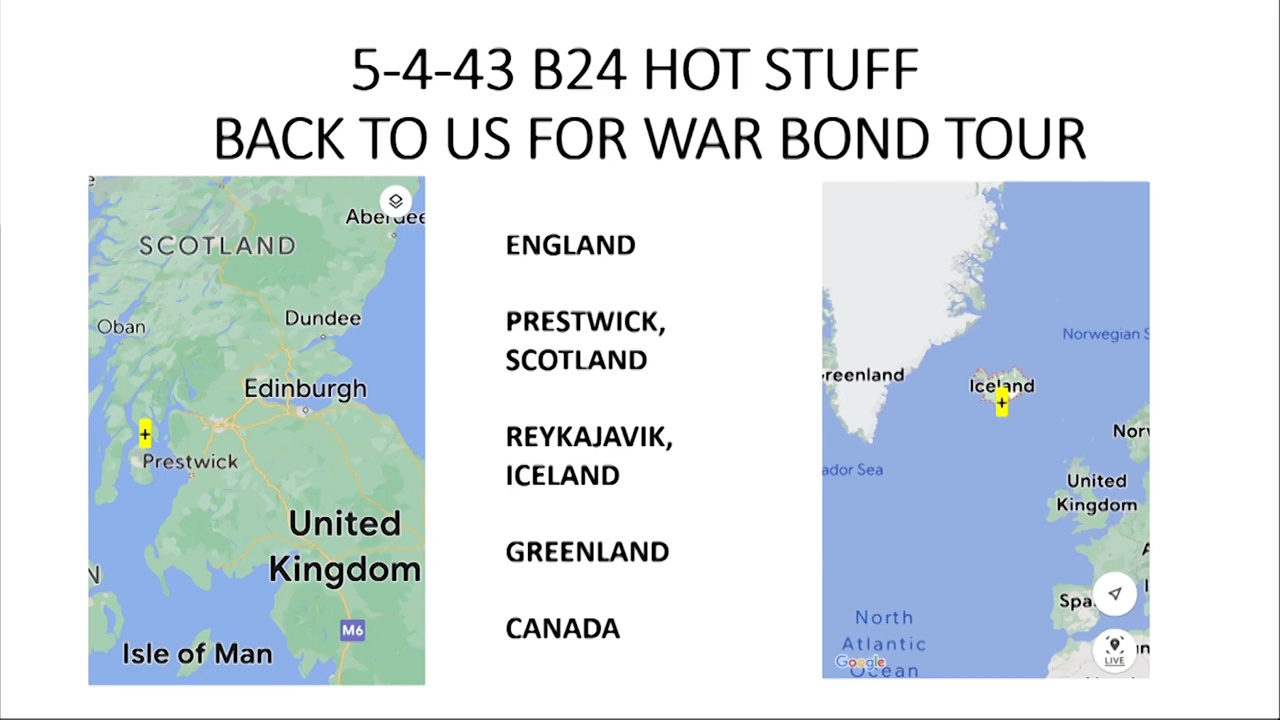 5-4-43 B24 HOT STUFF
BACK TO US FOR WAR BOND TOUR
SCOTLAND
Aberdee
Oban
Dundee
Edinburgh
+
Prestwick
United
Kingdom
N
M6
Isle of Man
ENGLAND
PRESTWICK,
SCOTLAND
REYKAJAVIK,
ICELAND
GREENLAND
CANADA
Norwegian S
reenland
Iceland
+
Norv
ador Sea
United
Kingdom
Spa
North
Atlantic
Ocean
Google
LIVE